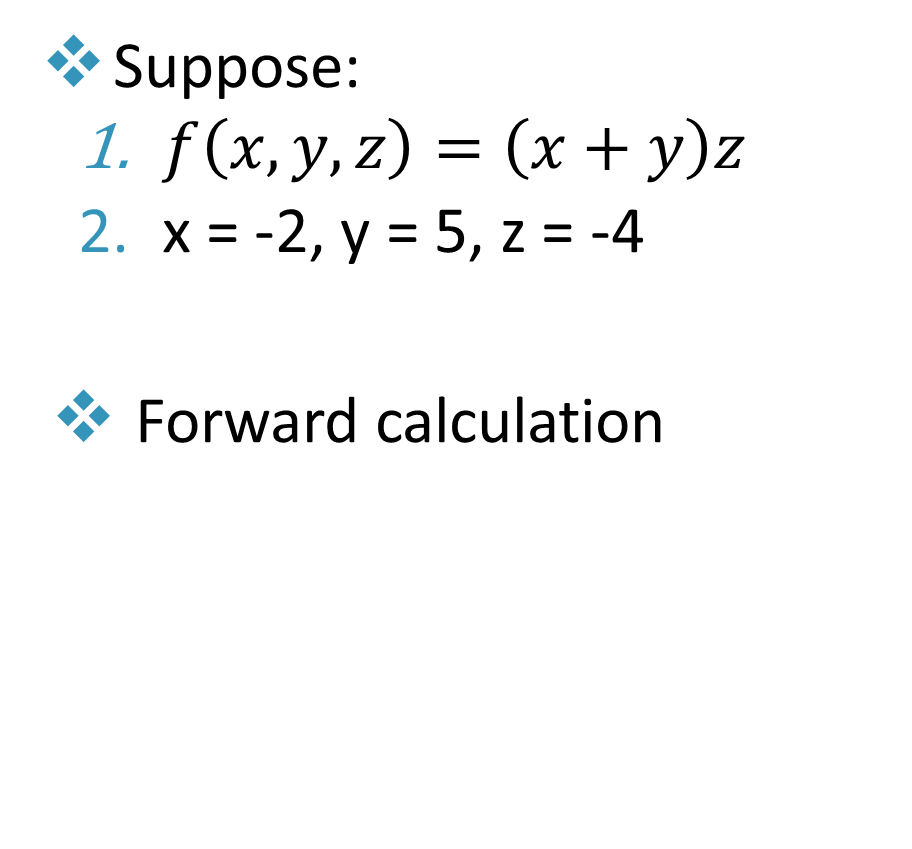 ❖ Suppose:
1. f(x, y, z) = (x + y)z
2. x = -2, y = 5, z = -4
❖ Forward calculation